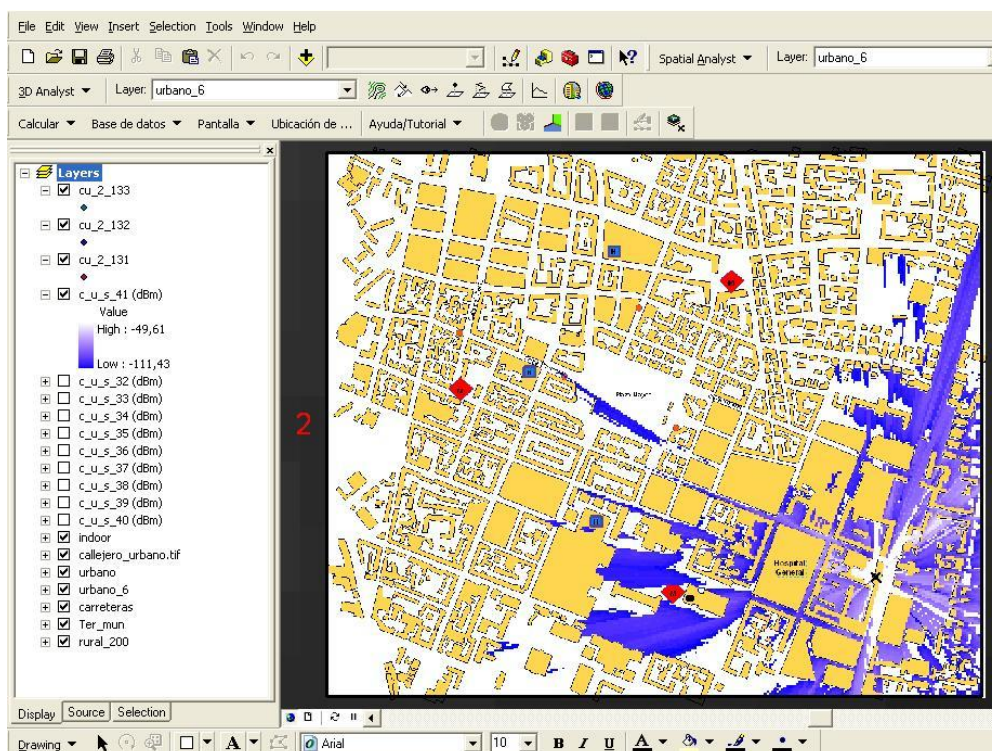 File Edit View Insert Selection Tools Window Help
Spatial Analyst Layer: urbano_6
3D Analyst Layer: urbano_6
Calcular Base de datos Pantalla Ubicación de ... Ayuda/Tutorial
Layers
cu_2_133
cu_2_132
cu_2_131
c_u_s_41 (dBm)
Value
High : -49,61
Low : -111,43
c_u_s_32 (dBm)
c_u_s_33 (dBm)
c_u_s_34 (dBm)
c_u_s_35 (dBm)
c_u_s_36 (dBm)
c_u_s_37 (dBm)
c_u_s_38 (dBm)
c_u_s_39 (dBm)
c_u_s_40 (dBm)
indoor
callejero_urbano.tif
urbano
urbano_6
carreteras
Ter_mun
rural_200
2
Plaza Mayor
Hospital General
Display Source Selection
Drawing A Arial 10 B I U A